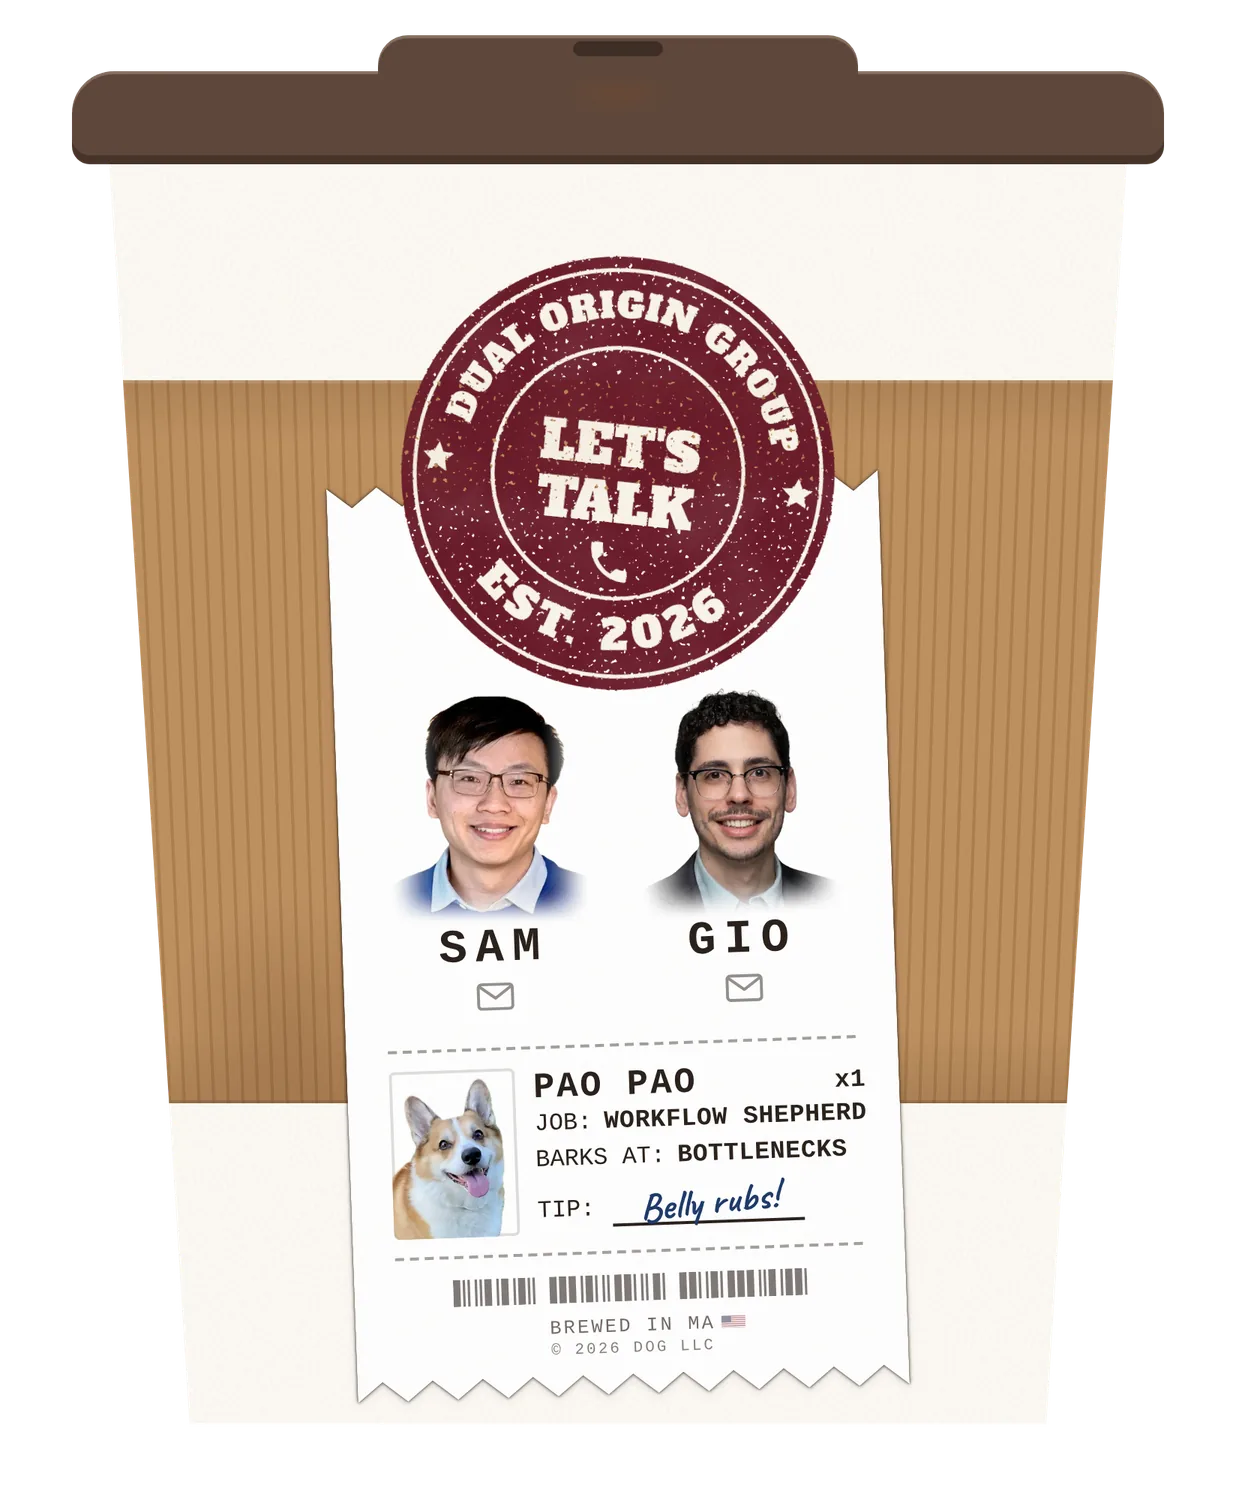 DUAL ORIGIN GROUP
LET'S
TALK
EST. 2026
SAM
GIO
PAO PAO x1
JOB: WORKFLOW SHEPHERD
BARKS AT: BOTTLENECKS
TIP: Belly rubs!
BREWED IN MA
© 2026 DOG LLC